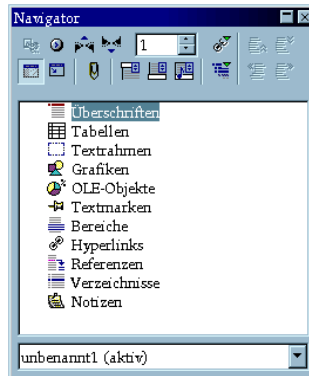 Navigator
1
Überschriften
Tabellen
Textrahmen
Grafiken
OLE-Objekte
Textmarken
Bereiche
Hyperlinks
Referenzen
Verzeichnisse
Notizen
unbenannt1 (aktiv)